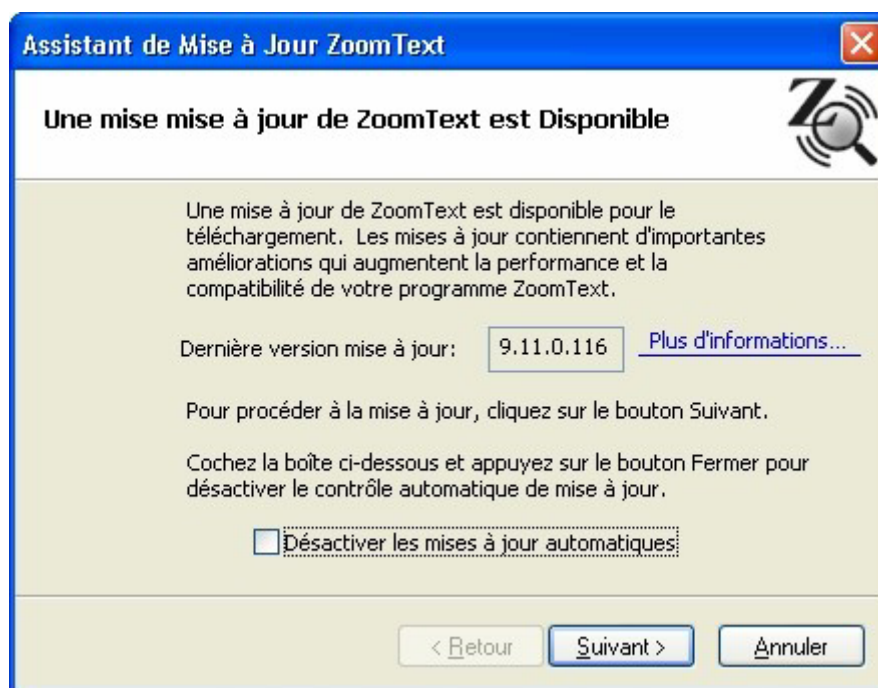 Assistant de Mise à Jour ZoomText
Une mise mise à jour de ZoomText est Disponible
Une mise à jour de ZoomText est disponible pour le
téléchargement. Les mises à jour contiennent d'importantes
améliorations qui augmentent la performance et la
compatibilité de votre programme ZoomText.
Dernière version mise à jour: 9.11.0.116 Plus d'informations...
Pour procéder à la mise à jour, cliquez sur le bouton Suivant.
Cochez la boîte ci-dessous et appuyez sur le bouton Fermer pour
désactiver le contrôle automatique de mise à jour.
Désactiver les mises à jour automatiques
< Retour Suivant > Annuler